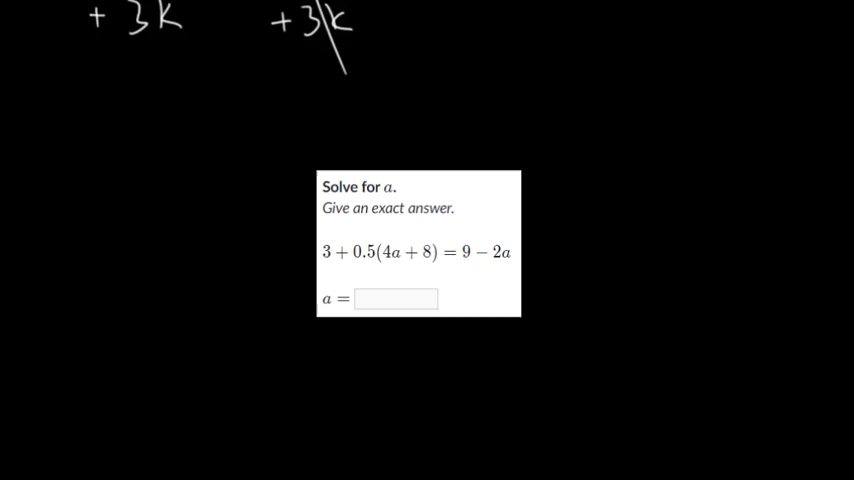 + 3k +3k
Solve for a.
Give an exact answer.
3 + 0.5(4a + 8) = 9 − 2a
a =